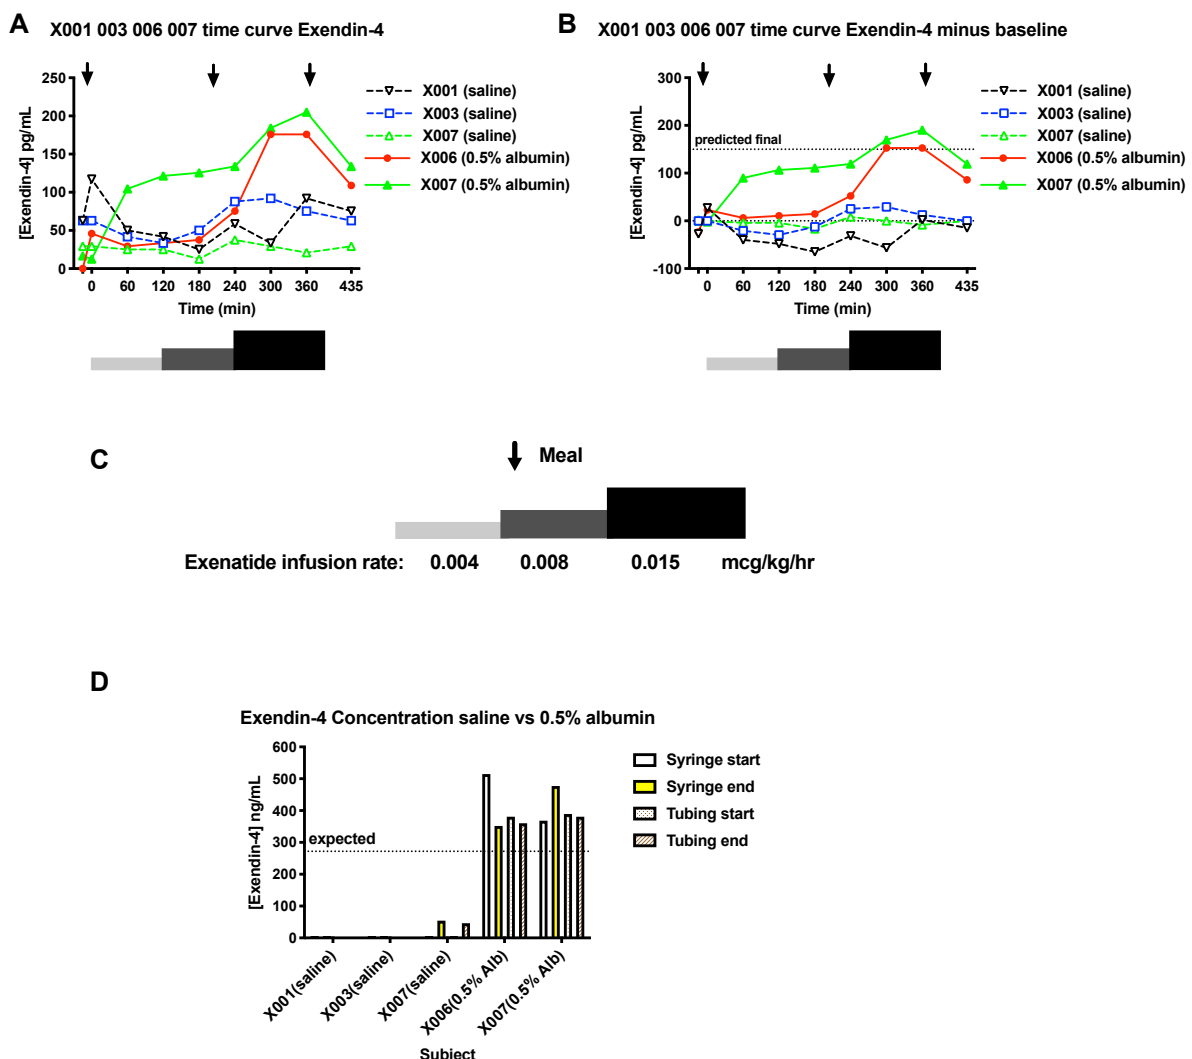 A
X001 003 006 007 time curve Exendin-4
[Exendin-4] pg/mL
250
200
150
100
50
0
0 60 120 180 240 300 360 435
Time (min)
X001 (saline)
X003 (saline)
X007 (saline)
X006 (0.5% albumin)
X007 (0.5% albumin)
B
X001 003 006 007 time curve Exendin-4 minus baseline
[Exendin-4] pg/mL
300
200
100
0
-100
predicted final
0 60 120 180 240 300 360 435
Time (min)
X001 (saline)
X003 (saline)
X007 (saline)
X006 (0.5% albumin)
X007 (0.5% albumin)
C
Meal
Exenatide infusion rate: 0.004 0.008 0.015 mcg/kg/hr
D
Exendin-4 Concentration saline vs 0.5% albumin
[Exendin-4] ng/mL
600
500
400
300
200
100
0
expected
X001(saline)
X003(saline)
X007(saline)
X006(0.5% Alb)
X007(0.5% Alb)
Subject
Syringe start
Syringe end
Tubing start
Tubing end